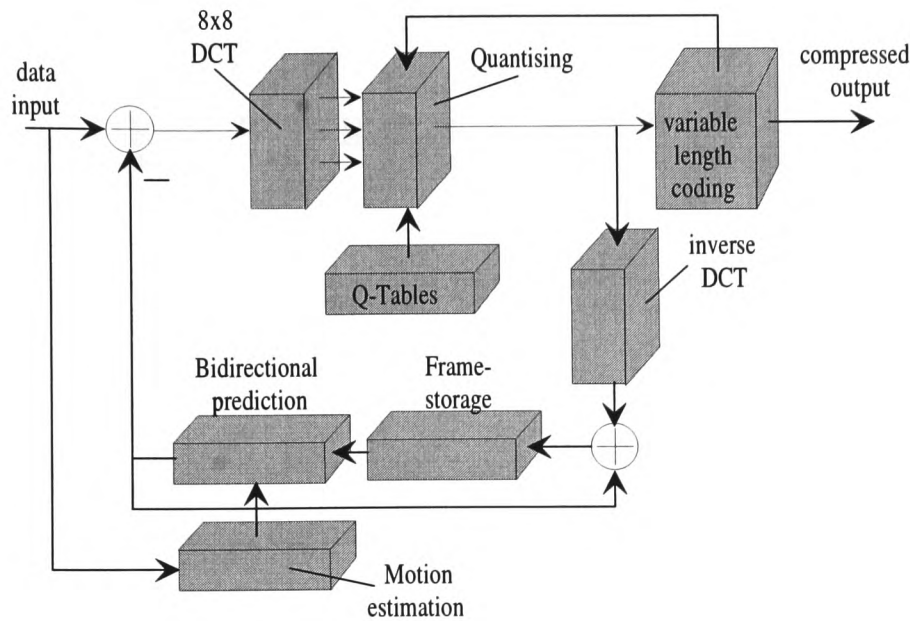 8x8
DCT
Quantising
data
input
compressed
output
variable
length
coding
inverse
DCT
Q-Tables
Bidirectional
prediction
Frame-
storage
Motion
estimation